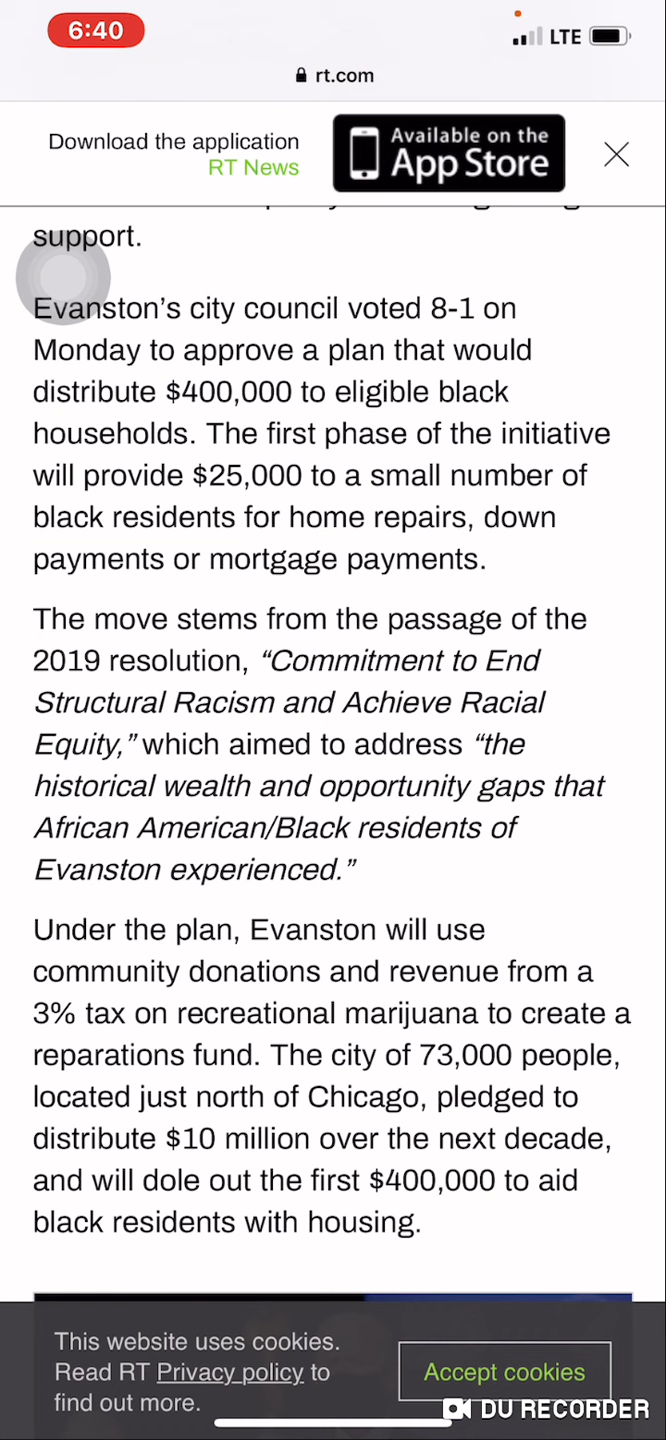 6:40
LTE
rt.com
Download the application
RT News
Available on the
App Store
support.
Evanston’s city council voted 8-1 on
Monday to approve a plan that would
distribute $400,000 to eligible black
households. The first phase of the initiative
will provide $25,000 to a small number of
black residents for home repairs, down
payments or mortgage payments.
The move stems from the passage of the
2019 resolution, “Commitment to End
Structural Racism and Achieve Racial
Equity,” which aimed to address “the
historical wealth and opportunity gaps that
African American/Black residents of
Evanston experienced.”
Under the plan, Evanston will use
community donations and revenue from a
3% tax on recreational marijuana to create a
reparations fund. The city of 73,000 people,
located just north of Chicago, pledged to
distribute $10 million over the next decade,
and will dole out the first $400,000 to aid
black residents with housing.
This website uses cookies.
Read RT Privacy policy to
find out more.
Accept cookies
DU RECORDER